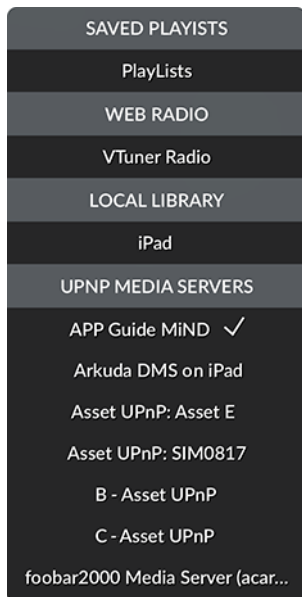 SAVED PLAYISTS
PlayLists
WEB RADIO
VTuner Radio
LOCAL LIBRARY
iPad
UPNP MEDIA SERVERS
APP Guide MiND ✓
Arkuda DMS on iPad
Asset UPnP: Asset E
Asset UPnP: SIM0817
B - Asset UPnP
C - Asset UPnP
foobar2000 Media Server (acar...